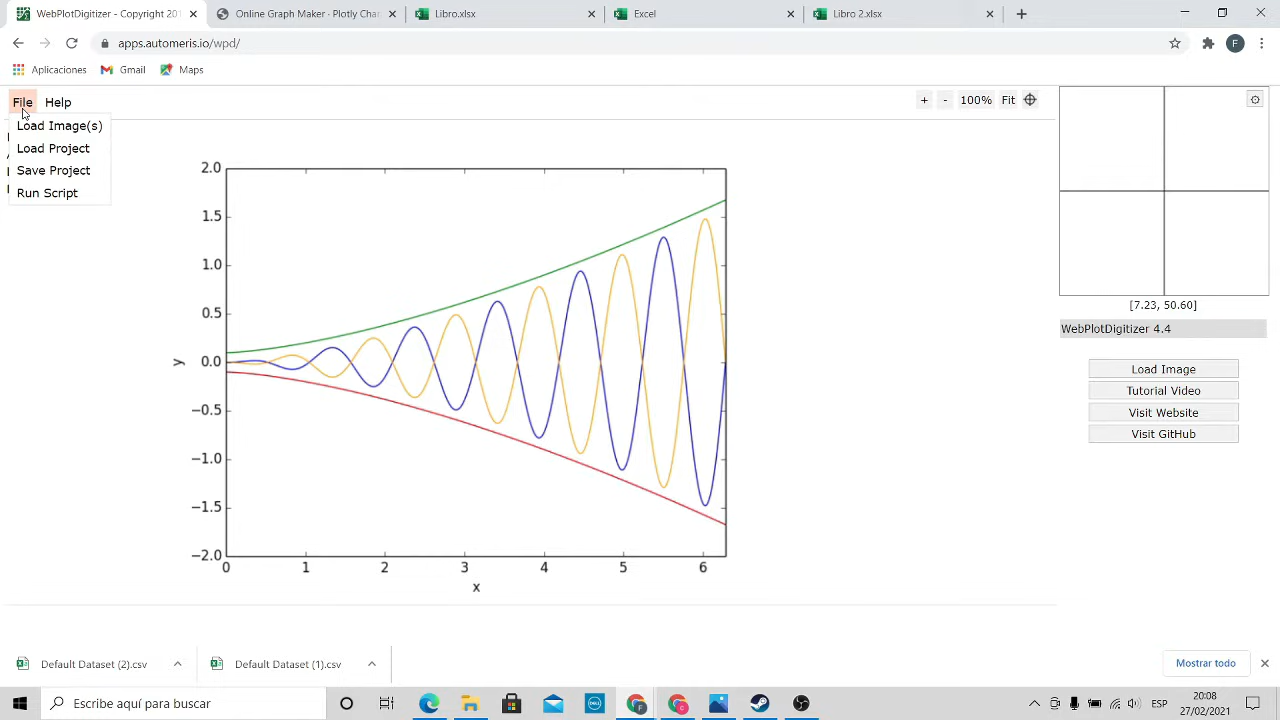 WebPlotDigitizer - Copyright 201
Online Graph Maker · Plotly Cha
Libro.xlsx
Excel
Libro 2.xlsx
apps.automeris.io/wpd/
F
Aplicaciones
Gmail
Maps
File
Help
+
-
100%
Fit
Load Image(s)
Load Project
Save Project
Run Script
2.0
1.5
1.0
0.5
0.0
−0.5
−1.0
−1.5
−2.0
y
0
1
2
3
4
5
6
x
[7.23, 50.60]
WebPlotDigitizer 4.4
Load Image
Tutorial Video
Visit Website
Visit GitHub
Default Dataset (2).csv
Default Dataset (1).csv
Mostrar todo
Escribe aquí para buscar
ESP
20:08
27/02/2021